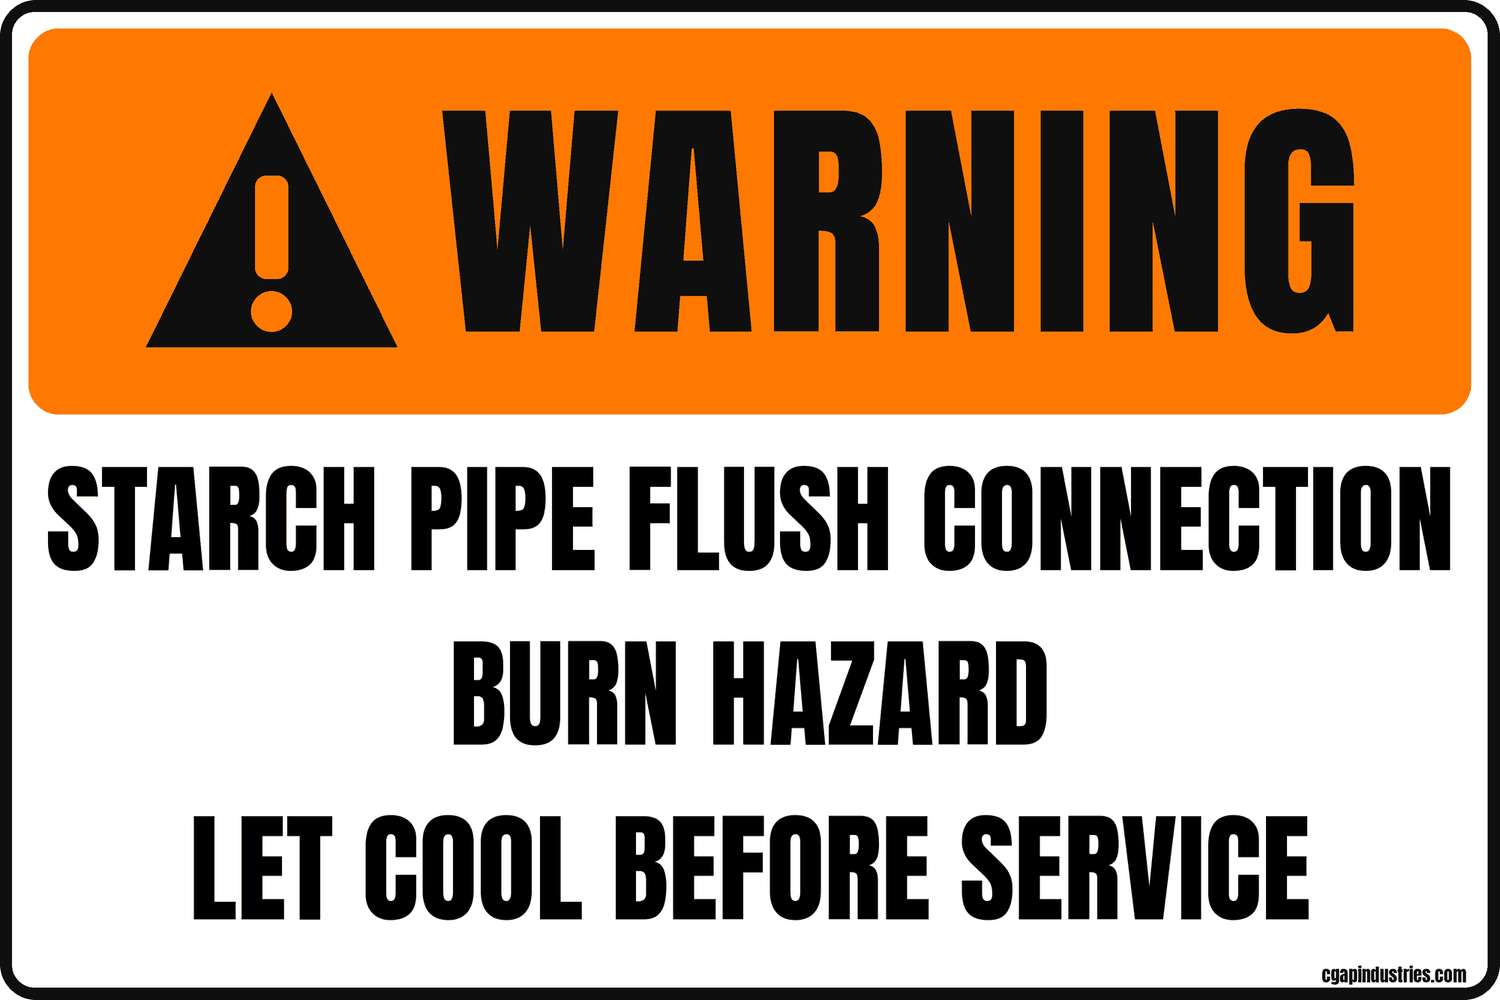 WARNING
STARCH PIPE FLUSH CONNECTION
BURN HAZARD
LET COOL BEFORE SERVICE
cgapindustries.com